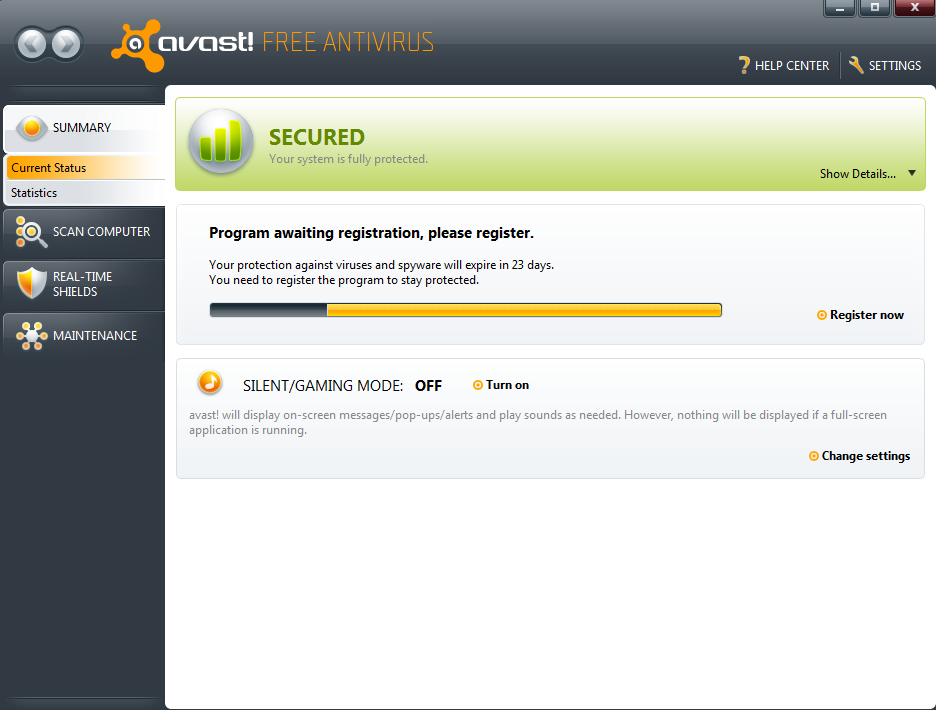 avast! FREE ANTIVIRUS
HELP CENTER
SETTINGS
SUMMARY
Current Status
Statistics
SCAN COMPUTER
REAL-TIME
SHIELDS
MAINTENANCE
SECURED
Your system is fully protected.
Show Details...
Program awaiting registration, please register.
Your protection against viruses and spyware will expire in 23 days.
You need to register the program to stay protected.
Register now
SILENT/GAMING MODE: OFF Turn on
avast! will display on-screen messages/pop-ups/alerts and play sounds as needed. However, nothing will be displayed if a full-screen
application is running.
Change settings